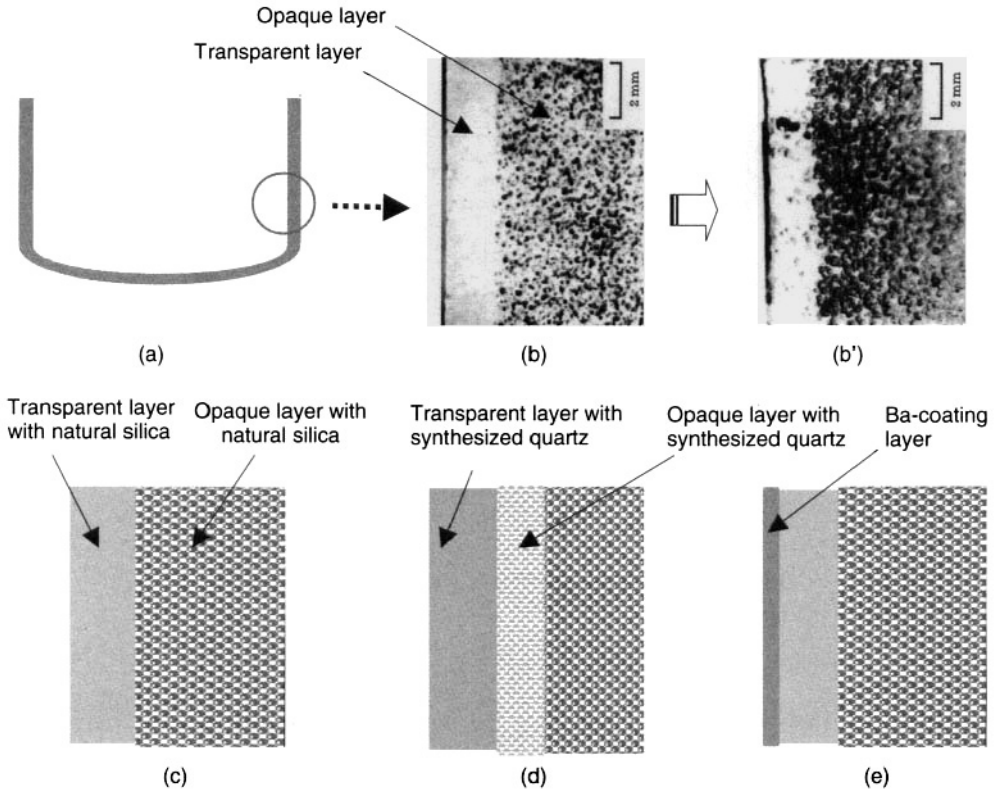 Opaque layer
Transparent layer
2 mm
2 mm
(a)
(b)
(b')
Transparent layer
with natural silica
Opaque layer with
natural silica
Transparent layer with
synthesized quartz
Opaque layer with
synthesized quartz
Ba-coating
layer
(c)
(d)
(e)